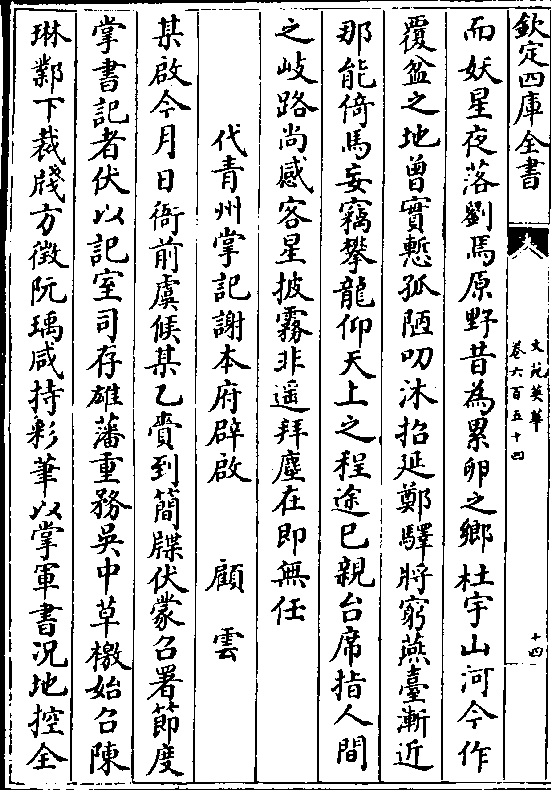 欽定四庫全書
文苑英華
卷六百五十四
十四
而妖星夜落劉馬原野昔為累卵之鄉杜宇山河今作
覆盆之地曾實慙孤陋叨沐招延鄭驛將窮燕臺漸近
那能倚馬妄竊攀龍仰天上之程途已親台席指人間
之岐路尚感客星披霧非遥拜塵在即無任
代青州掌記謝本府辟啟 顧雲
某啟今月日衙前虞候某乙賫到簡牒伏蒙召署節度
掌書記者伏以記室司存雄藩重務吳中草檄始召陳
琳鄴下裁牋方徴阮瑀咸持彩筆以掌軍書況地控全